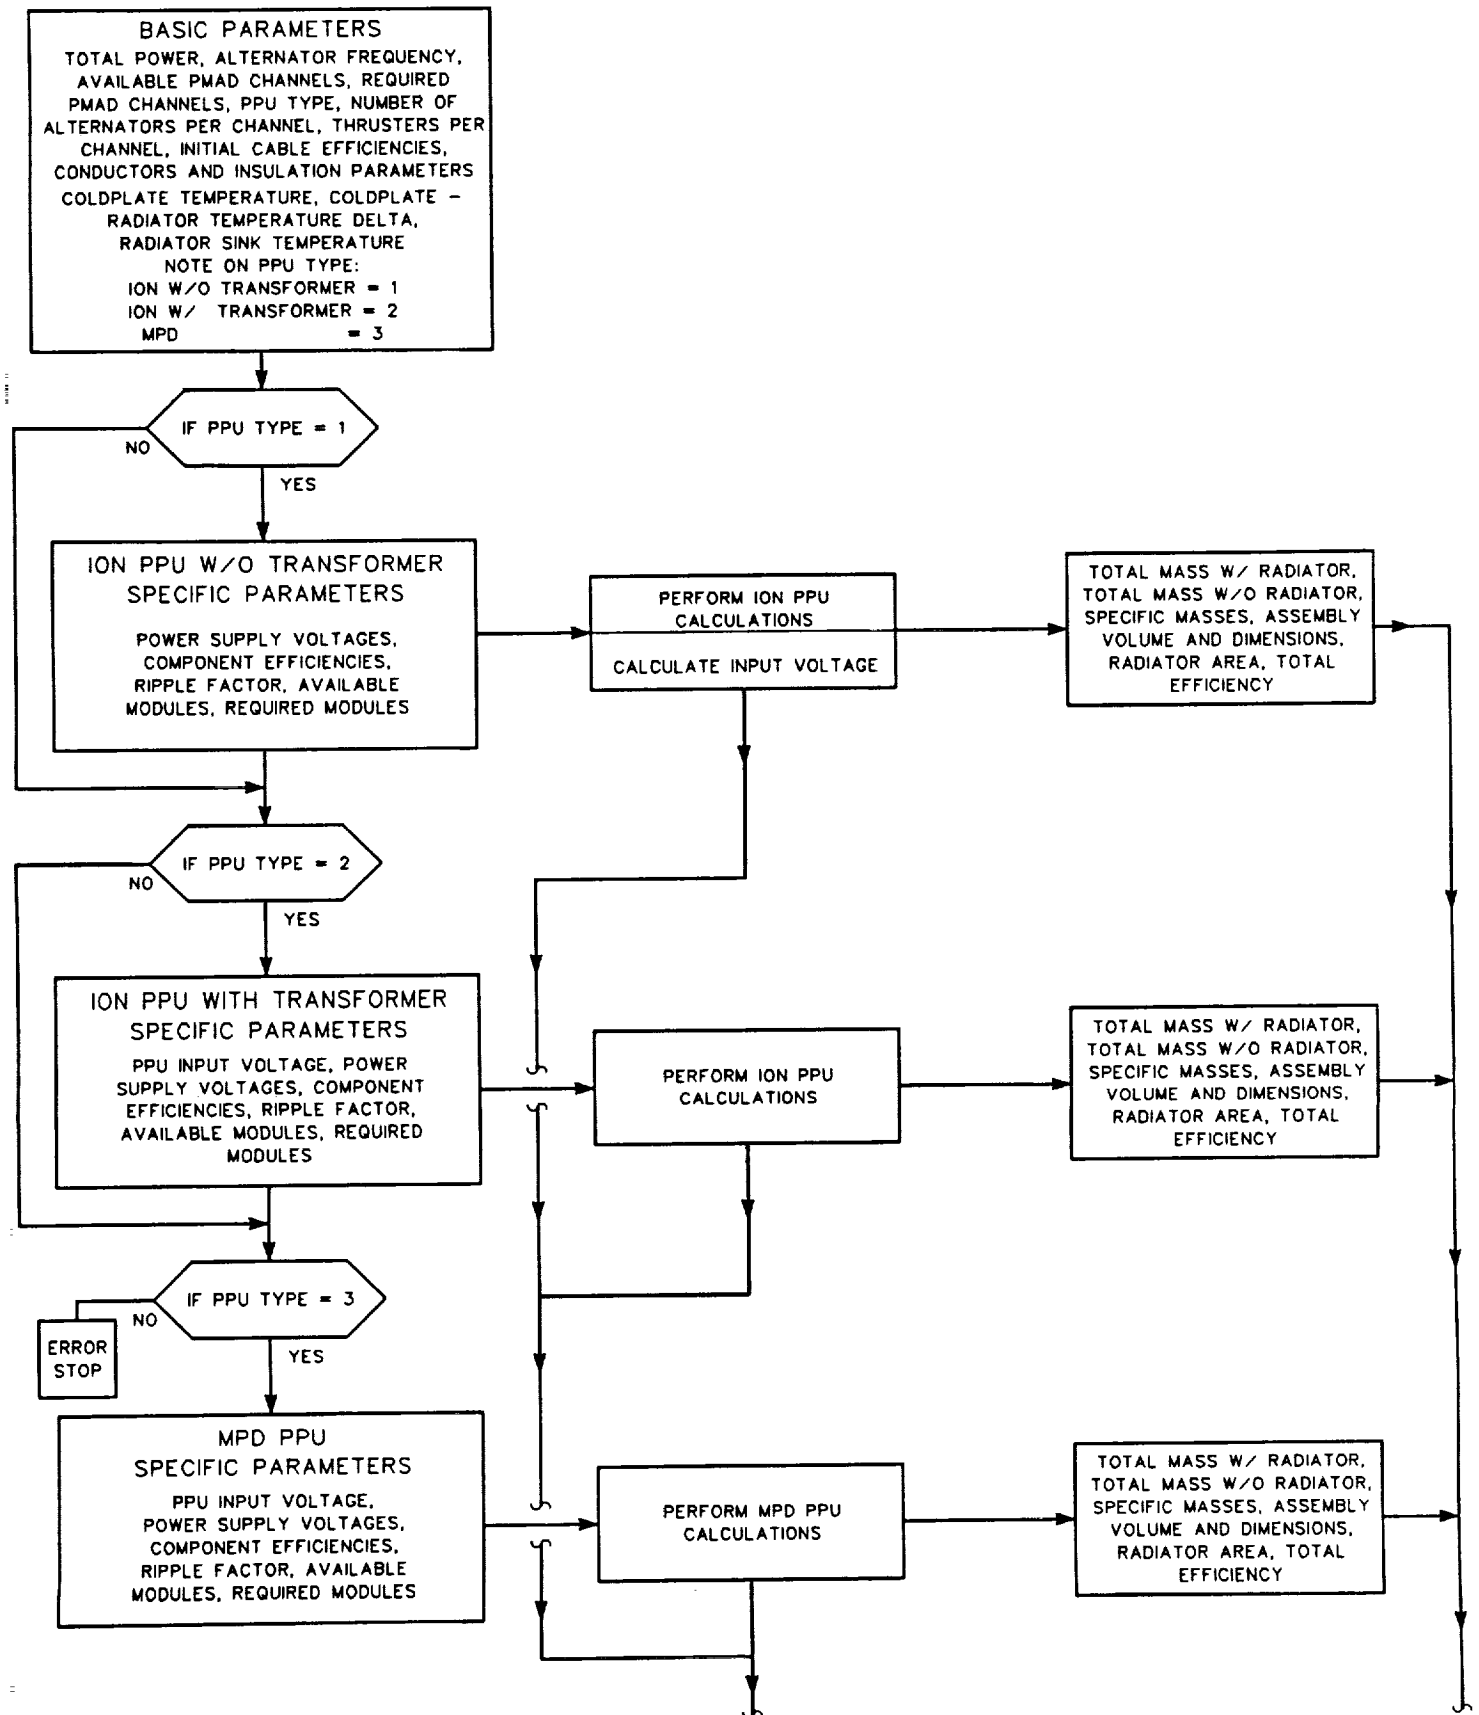 BASIC PARAMETERS
TOTAL POWER, ALTERNATOR FREQUENCY,
AVAILABLE PMAD CHANNELS, REQUIRED
PMAD CHANNELS, PPU TYPE, NUMBER OF
ALTERNATORS PER CHANNEL, THRUSTERS PER
CHANNEL, INITIAL CABLE EFFICIENCIES,
CONDUCTORS AND INSULATION PARAMETERS
COLDPLATE TEMPERATURE, COLDPLATE –
RADIATOR TEMPERATURE DELTA,
RADIATOR SINK TEMPERATURE
NOTE ON PPU TYPE:
ION W/O TRANSFORMER = 1
ION W/ TRANSFORMER = 2
MPD = 3
IF PPU TYPE = 1
NO
YES
ION PPU W/O TRANSFORMER
SPECIFIC PARAMETERS
POWER SUPPLY VOLTAGES,
COMPONENT EFFICIENCIES,
RIPPLE FACTOR, AVAILABLE
MODULES, REQUIRED MODULES
PERFORM ION PPU
CALCULATIONS
CALCULATE INPUT VOLTAGE
TOTAL MASS W/ RADIATOR,
TOTAL MASS W/O RADIATOR,
SPECIFIC MASSES, ASSEMBLY
VOLUME AND DIMENSIONS,
RADIATOR AREA, TOTAL
EFFICIENCY
IF PPU TYPE = 2
NO
YES
ION PPU WITH TRANSFORMER
SPECIFIC PARAMETERS
PPU INPUT VOLTAGE, POWER
SUPPLY VOLTAGES, COMPONENT
EFFICIENCIES, RIPPLE FACTOR,
AVAILABLE MODULES, REQUIRED
MODULES
PERFORM ION PPU
CALCULATIONS
TOTAL MASS W/ RADIATOR,
TOTAL MASS W/O RADIATOR,
SPECIFIC MASSES, ASSEMBLY
VOLUME AND DIMENSIONS,
RADIATOR AREA, TOTAL
EFFICIENCY
IF PPU TYPE = 3
NO
ERROR
STOP
YES
MPD PPU
SPECIFIC PARAMETERS
PPU INPUT VOLTAGE,
POWER SUPPLY VOLTAGES,
COMPONENT EFFICIENCIES,
RIPPLE FACTOR, AVAILABLE
MODULES, REQUIRED MODULES
PERFORM MPD PPU
CALCULATIONS
TOTAL MASS W/ RADIATOR,
TOTAL MASS W/O RADIATOR,
SPECIFIC MASSES, ASSEMBLY
VOLUME AND DIMENSIONS,
RADIATOR AREA, TOTAL
EFFICIENCY